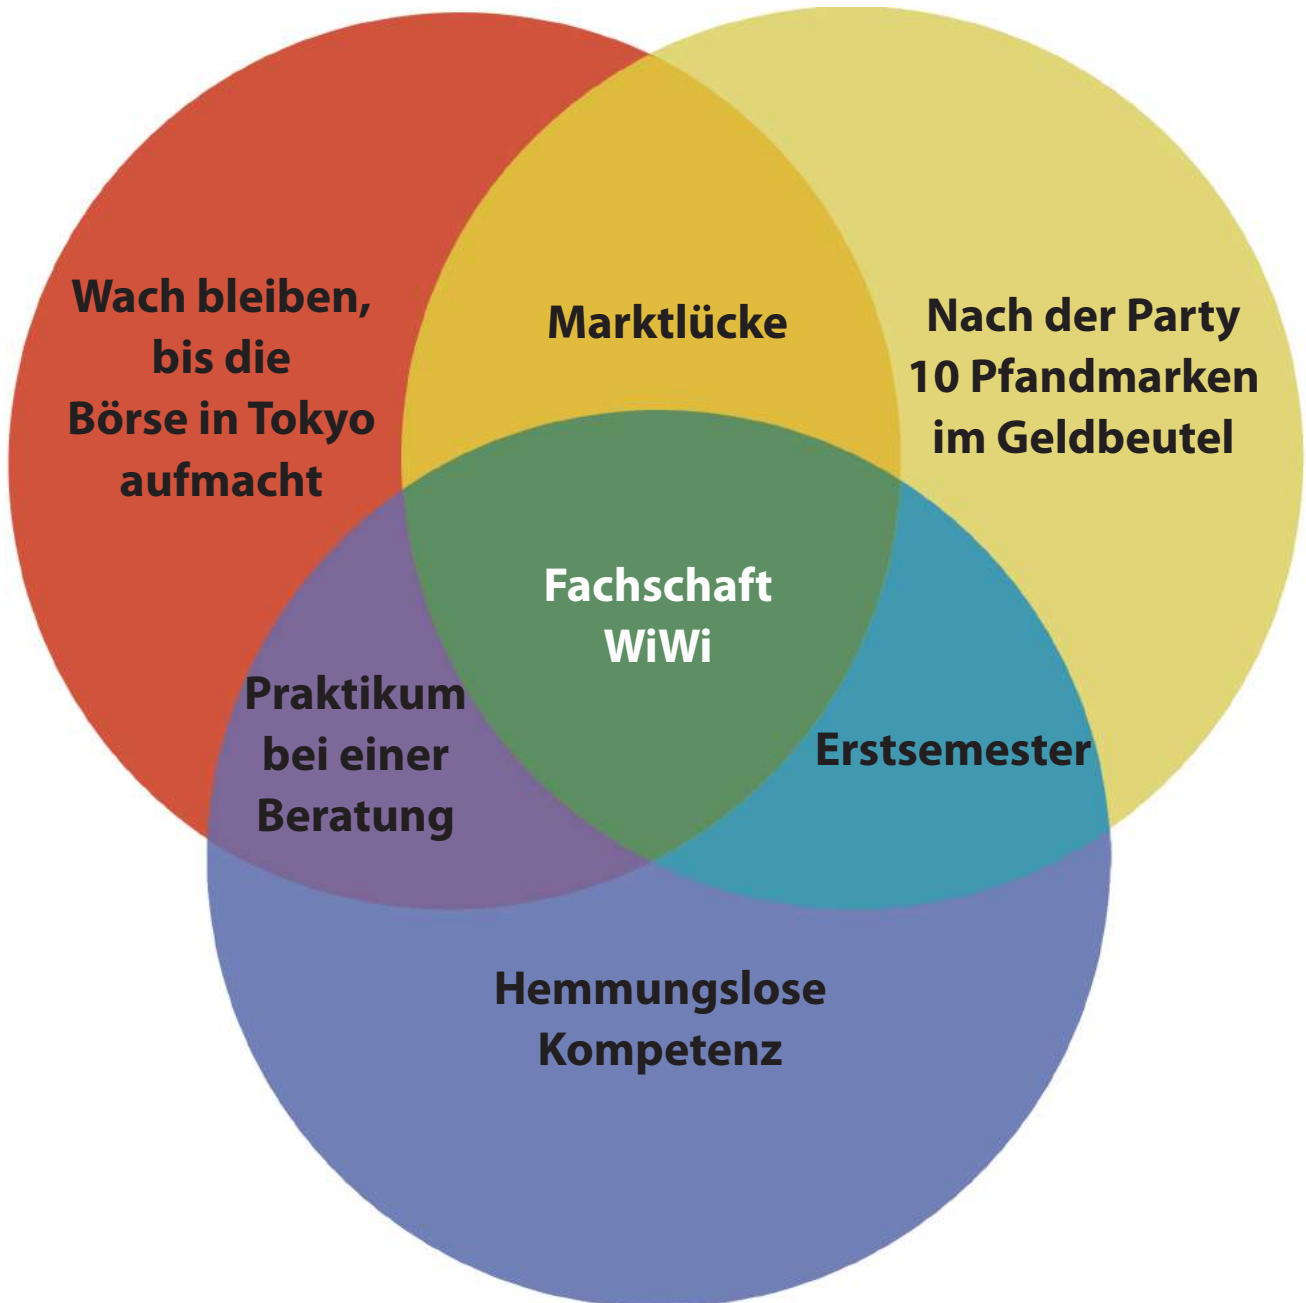 Wach bleiben,
bis die
Börse in Tokyo
aufmacht
Marktlücke
Nach der Party
10 Pfandmarken
im Geldbeutel
Fachschaft
WiWi
Praktikum
bei einer
Beratung
Erstsemester
Hemmungslose
Kompetenz